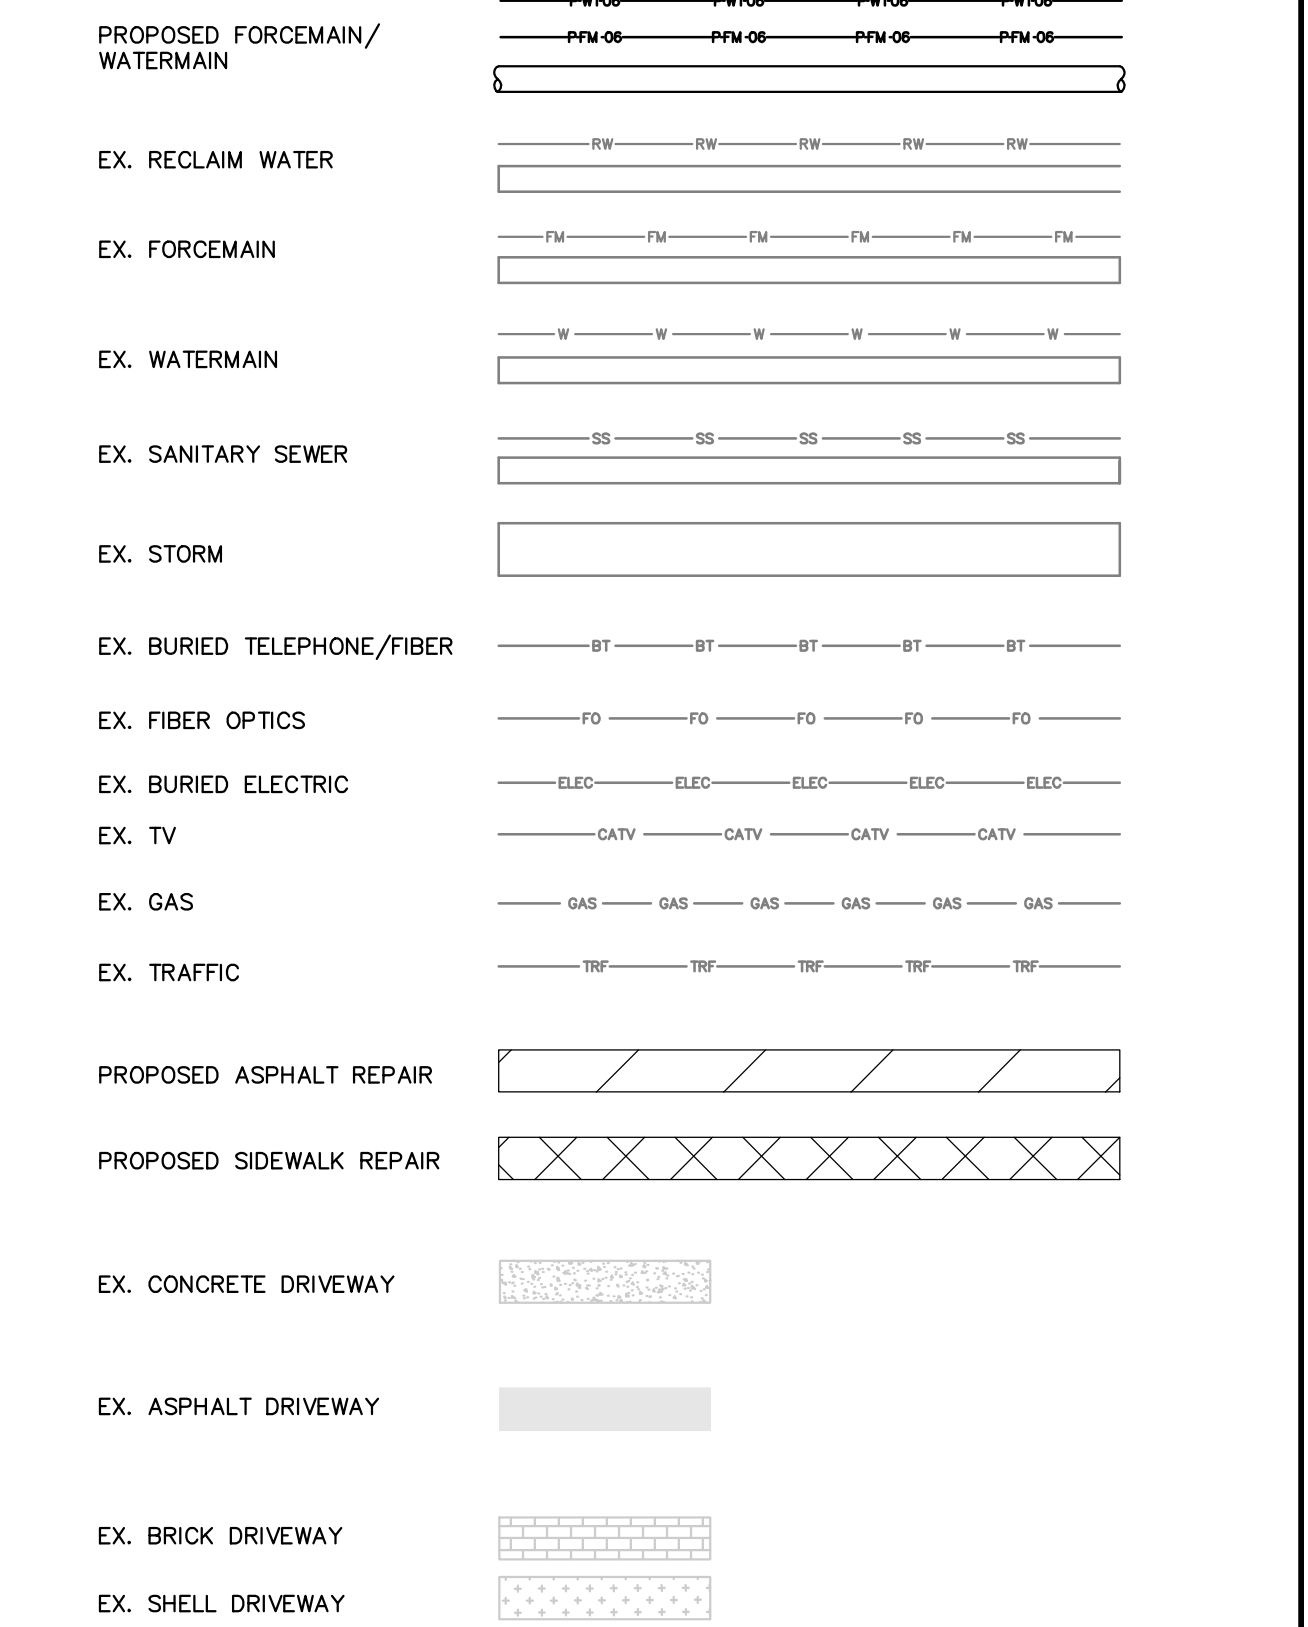 PROPOSED FORCEMAIN/
WATERMAIN
P-FM-06 P-FM-06 P-FM-06 P-FM-06
EX. RECLAIM WATER
RW RW RW RW RW
EX. FORCEMAIN
FM FM FM FM FM FM
EX. WATERMAIN
W W W W W W
EX. SANITARY SEWER
SS SS SS SS SS
EX. STORM
EX. BURIED TELEPHONE/FIBER
BT BT BT BT BT
EX. FIBER OPTICS
FO FO FO FO FO
EX. BURIED ELECTRIC
ELEC ELEC ELEC ELEC ELEC
EX. TV
CATV CATV CATV CATV
EX. GAS
GAS GAS GAS GAS GAS GAS
EX. TRAFFIC
TRF TRF TRF TRF TRF
PROPOSED ASPHALT REPAIR
PROPOSED SIDEWALK REPAIR
EX. CONCRETE DRIVEWAY
EX. ASPHALT DRIVEWAY
EX. BRICK DRIVEWAY
EX. SHELL DRIVEWAY